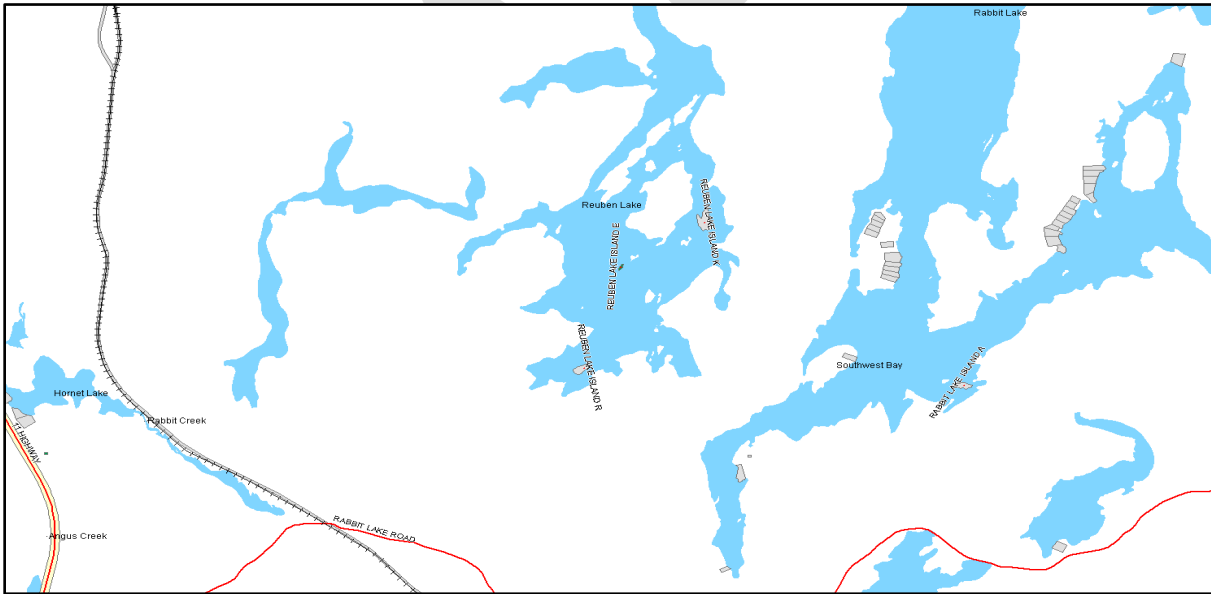 Rabbit Lake
Reuben Lake
REUBEN LAKE ISLAND K
REUBEN LAKE ISLAND E
REUBEN LAKE ISLAND R
Southwest Bay
RABBIT LAKE ISLAND A
Hornet Lake
Rabbit Creek
11 HIGHWAY
RABBIT LAKE ROAD
Angus Creek